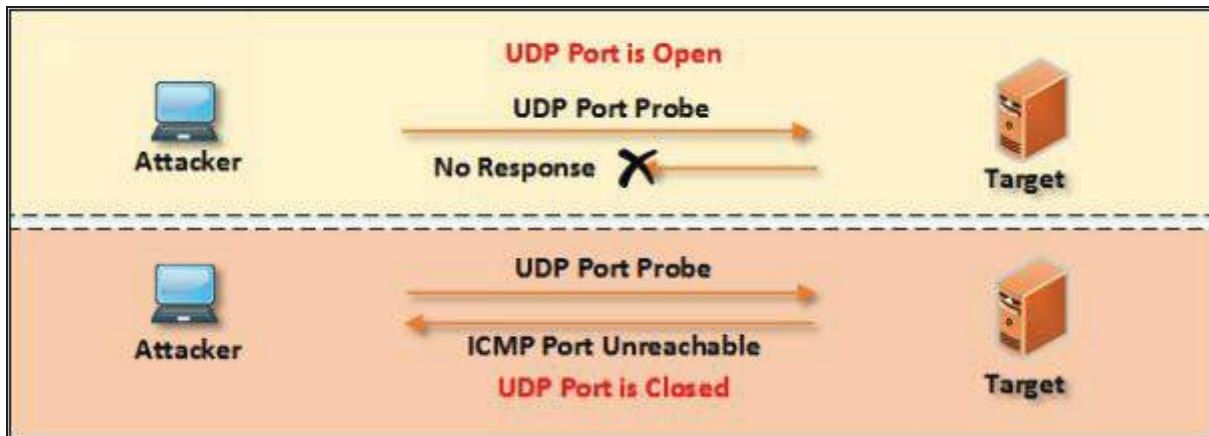 UDP Port is Open
UDP Port Probe
Attacker
No Response
Target
UDP Port Probe
Attacker
ICMP Port Unreachable
Target
UDP Port is Closed